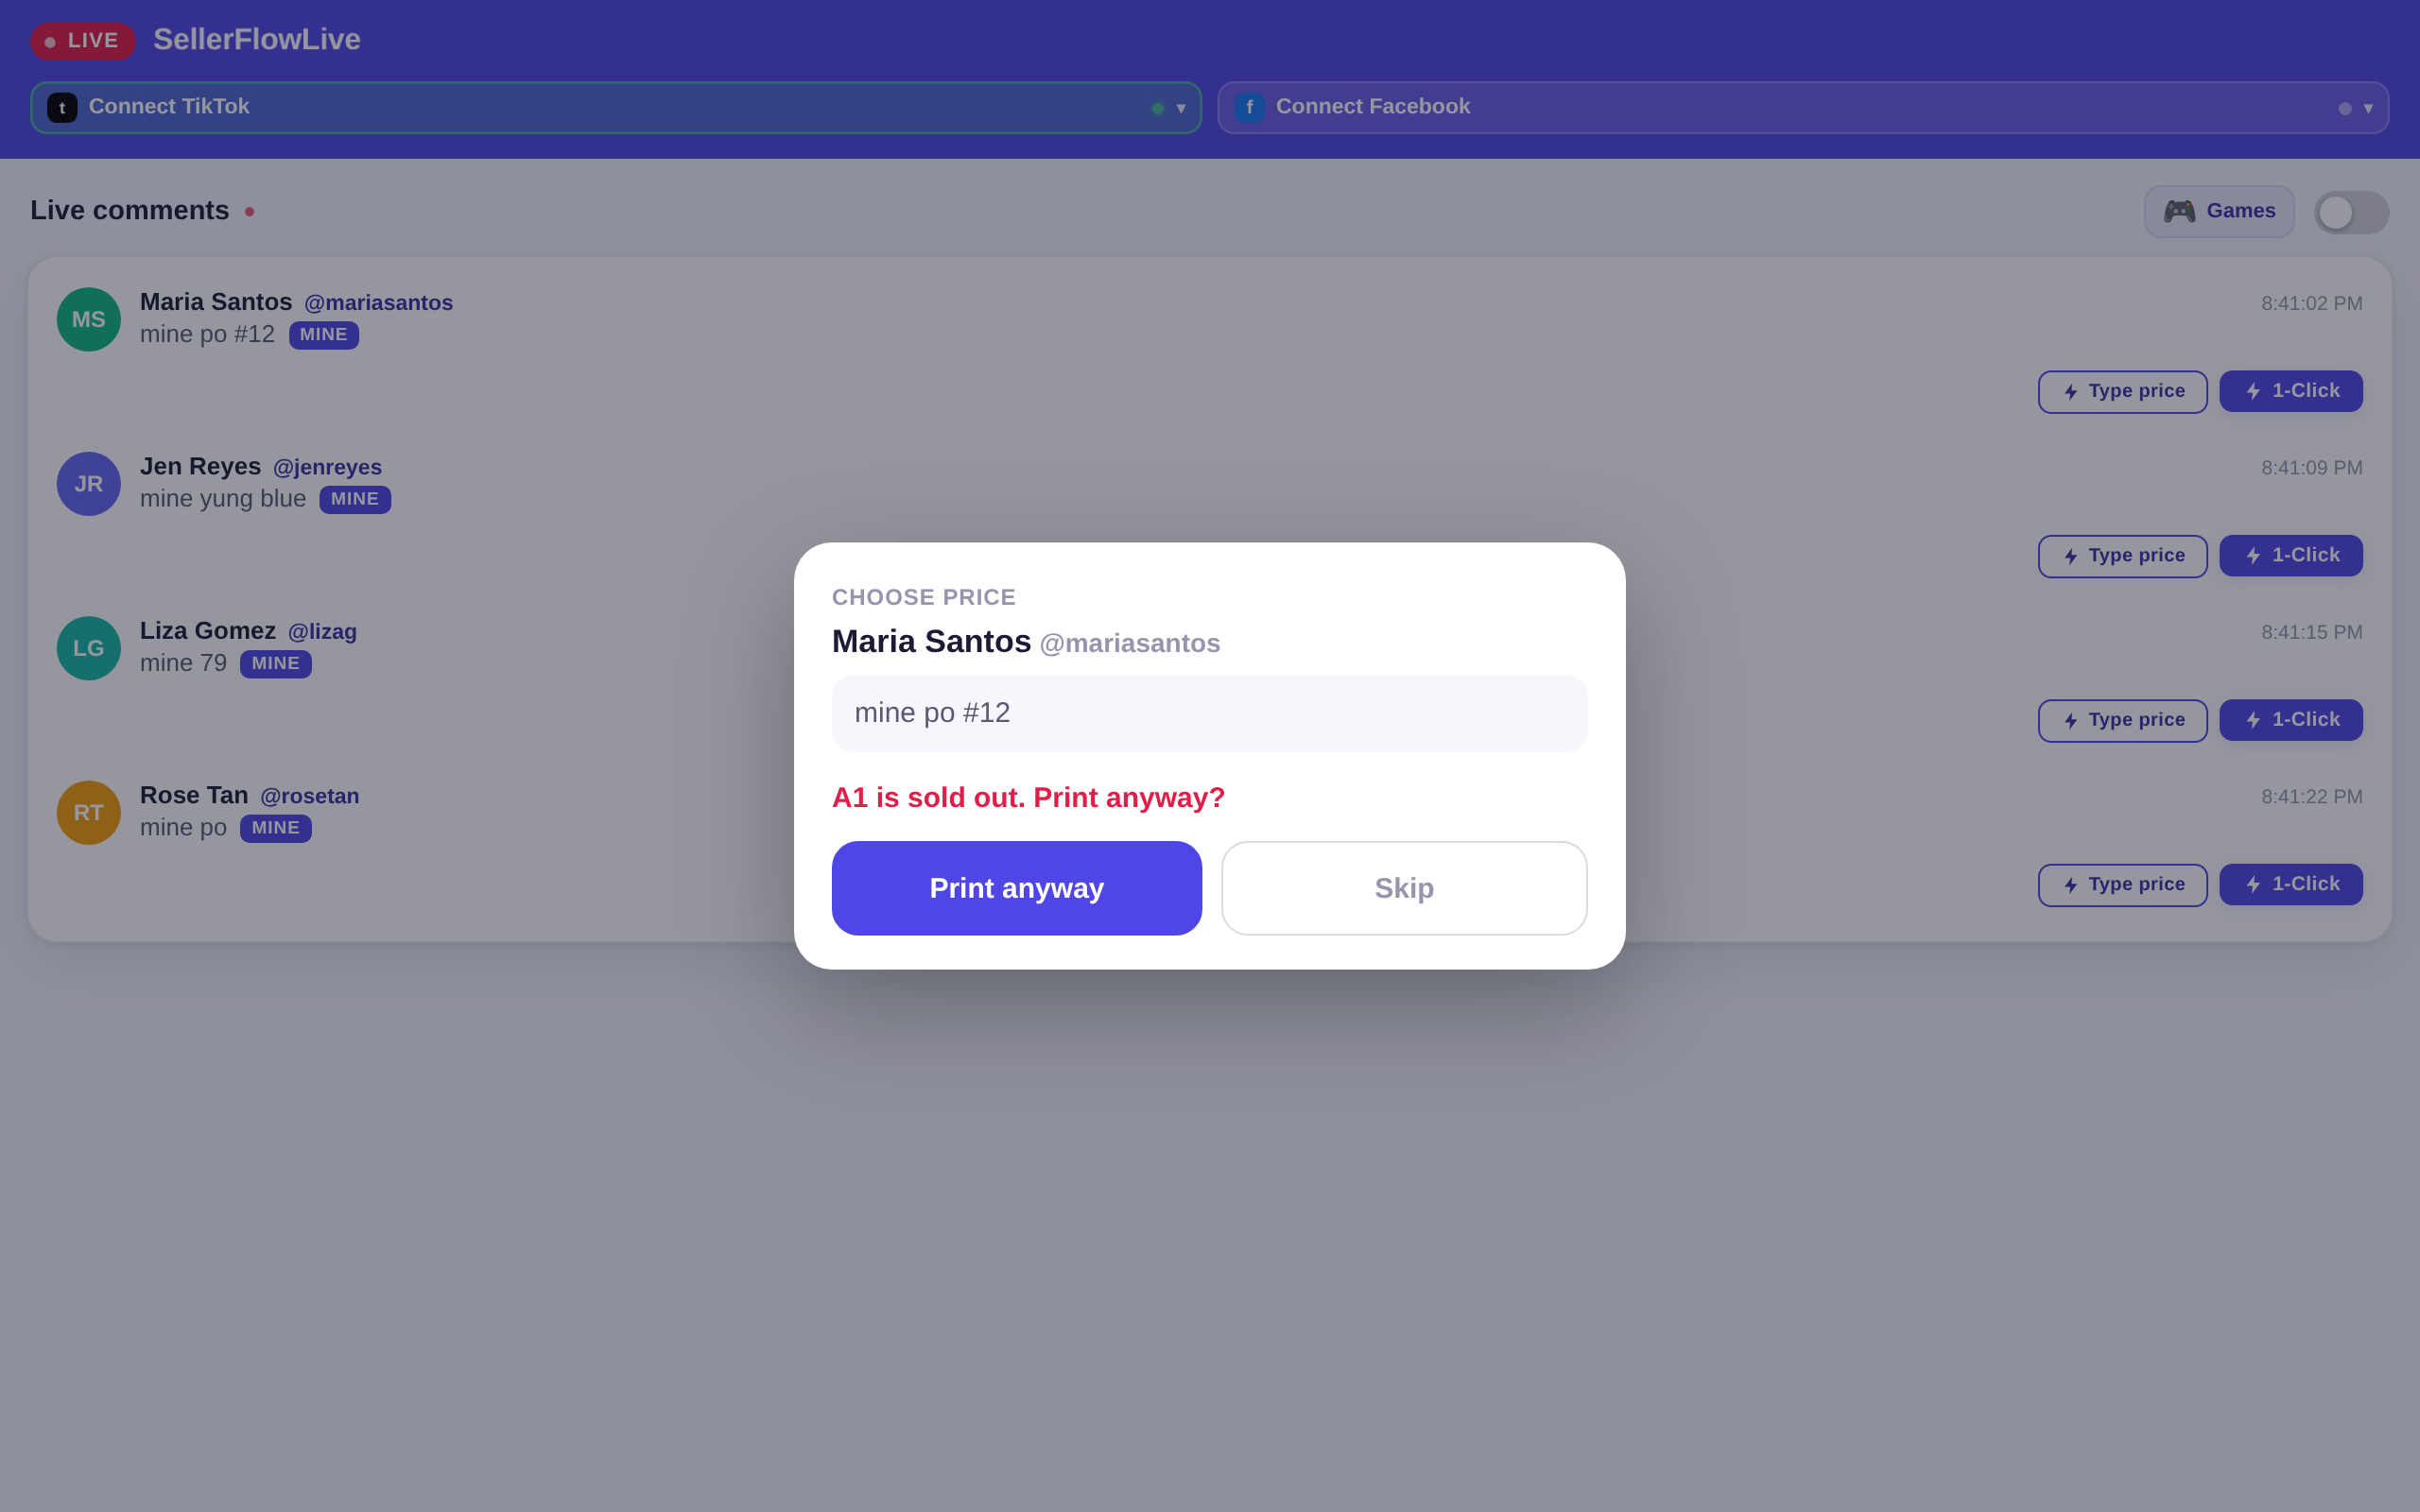 LIVE SellerFlowLive
t Connect TikTok ▾ f Connect Facebook ▾
Live comments Games
MS Maria Santos @mariasantos 8:41:02 PM
mine po #12 MINE
Type price 1-Click
JR Jen Reyes @jenreyes 8:41:09 PM
mine yung blue MINE
Type price 1-Click
CHOOSE PRICE
Maria Santos @mariasantos
mine po #12
A1 is sold out. Print anyway?
Print anyway Skip
LG Liza Gomez @lizag 8:41:15 PM
mine 79 MINE
Type price 1-Click
RT Rose Tan @rosetan 8:41:22 PM
mine po MINE
Type price 1-Click